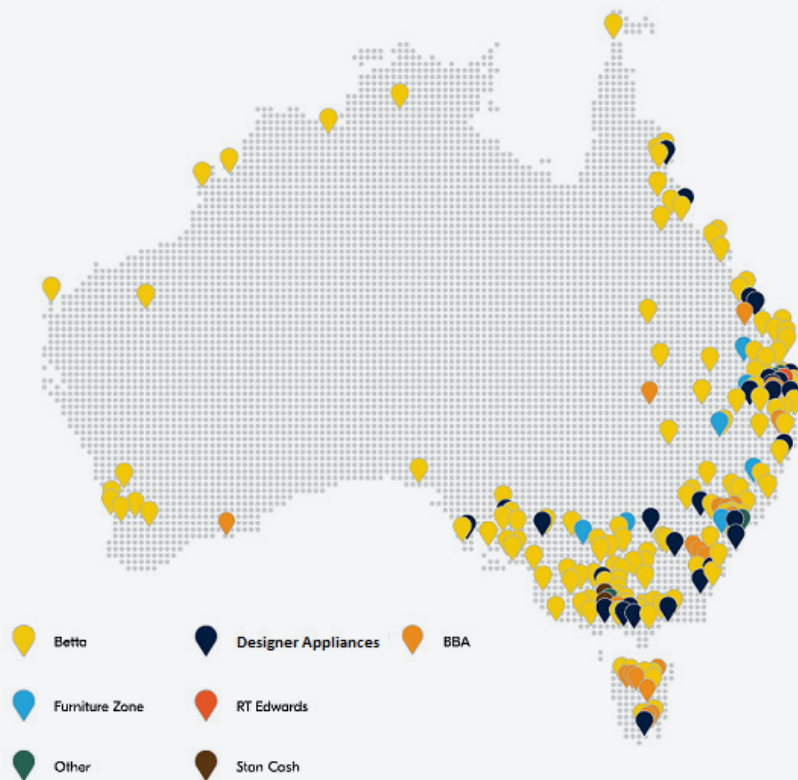 Betta
Designer Appliances
BBA
Furniture Zone
RT Edwards
Other
Stan Cash